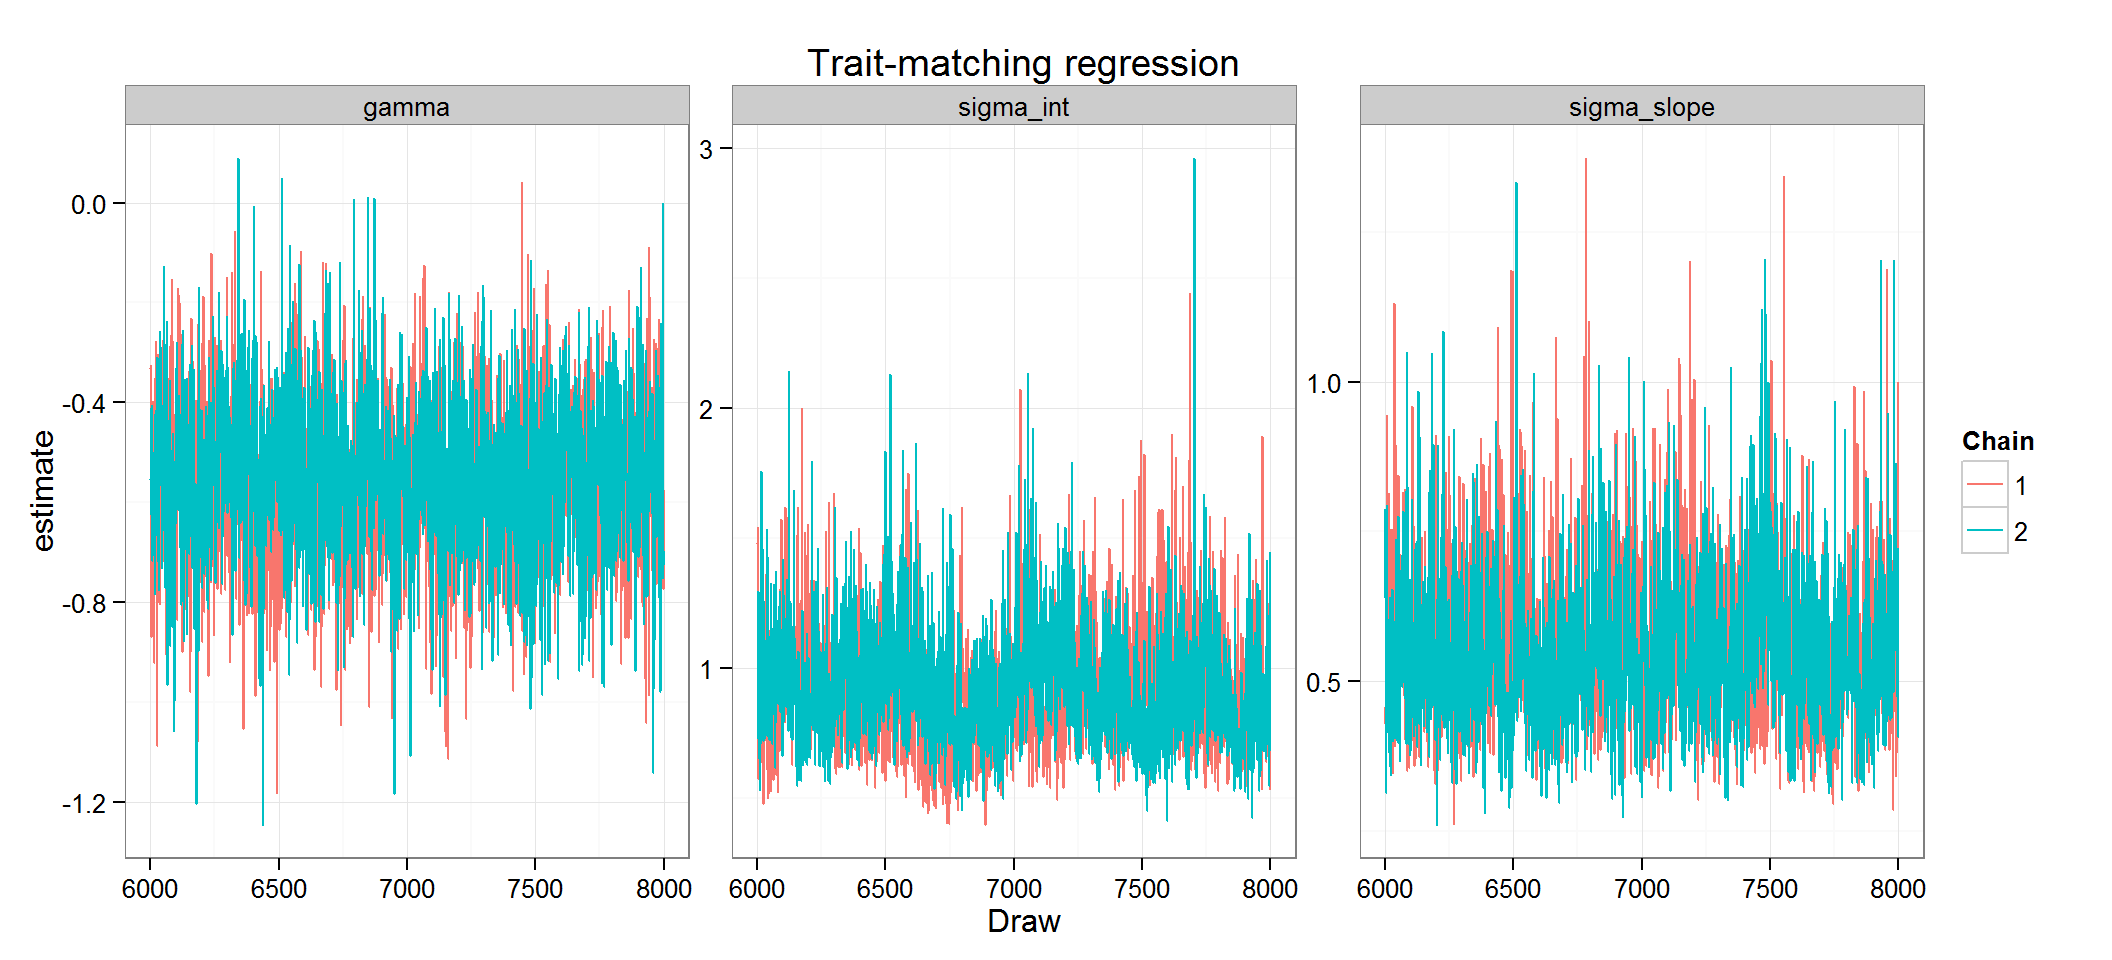 Trait-matching regression
gamma
sigma_int
sigma_slope
estimate
0.0
-0.4
-0.8
-1.2
3
2
1
1.0
0.5
6000 6500 7000 7500 8000
6000 6500 7000 7500 8000
6000 6500 7000 7500 8000
Draw
Chain
1
2